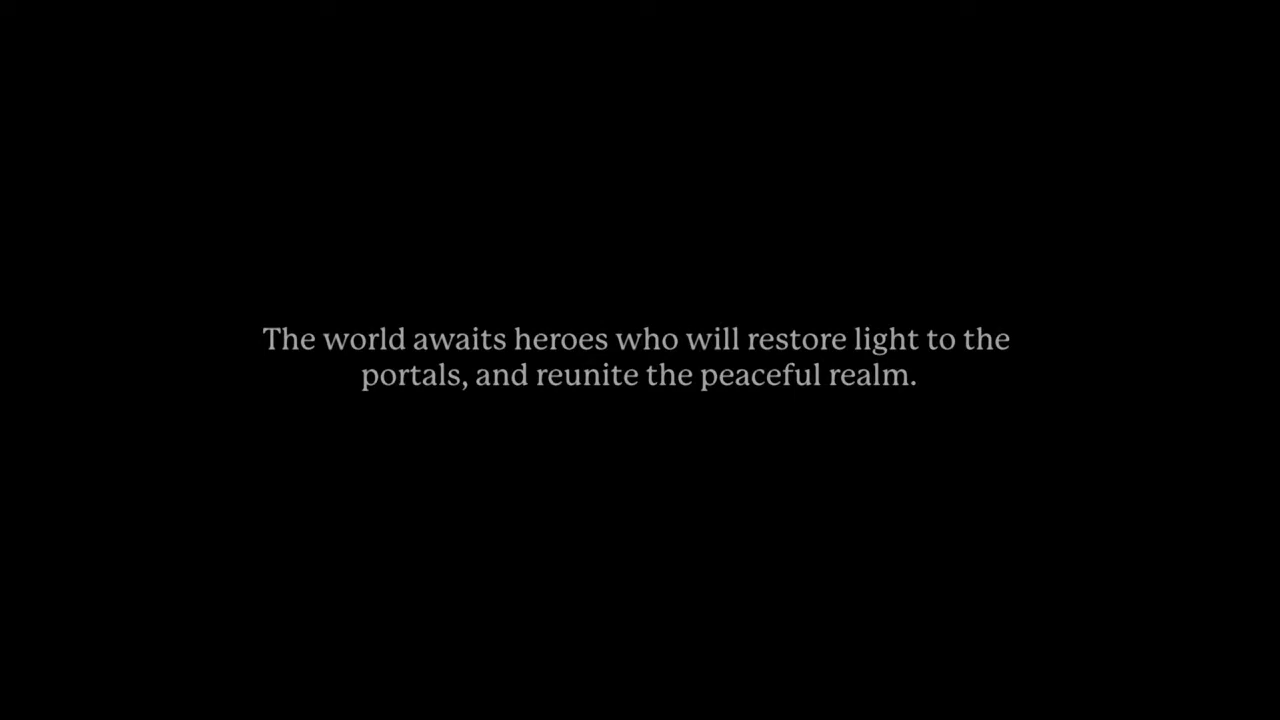 The world awaits heroes who will restore light to the
portals, and reunite the peaceful realm.